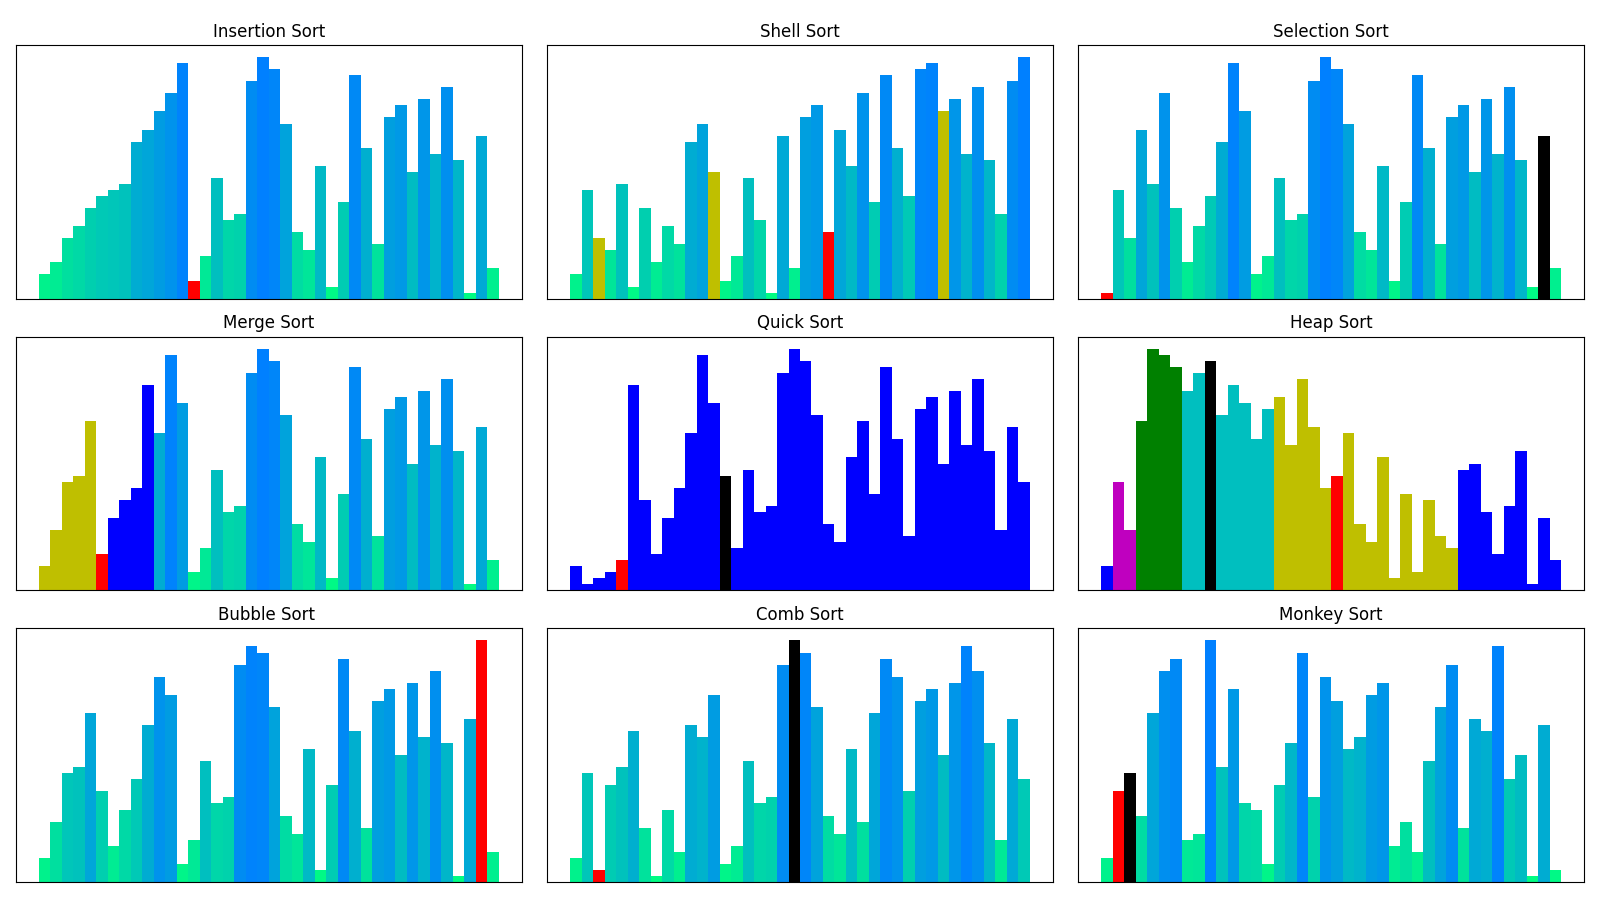 Insertion Sort
Shell Sort
Selection Sort
Merge Sort
Quick Sort
Heap Sort
Bubble Sort
Comb Sort
Monkey Sort